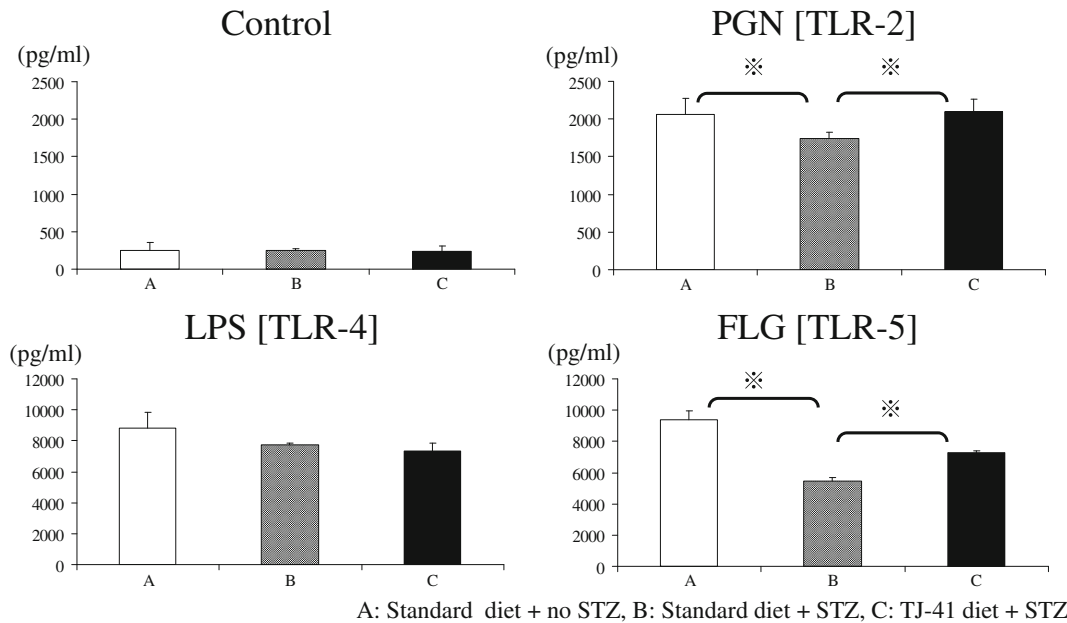 Control
(pg/ml)
2500
2000
1500
1000
500
0
A B C
PGN [TLR-2]
(pg/ml)
※ ※
2500
2000
1500
1000
500
0
A B C
LPS [TLR-4]
(pg/ml)
12000
10000
8000
6000
4000
2000
0
A B C
FLG [TLR-5]
(pg/ml)
※
※
12000
10000
8000
6000
4000
2000
0
A B C
A: Standard diet + no STZ, B: Standard diet + STZ, C: TJ-41 diet + STZ